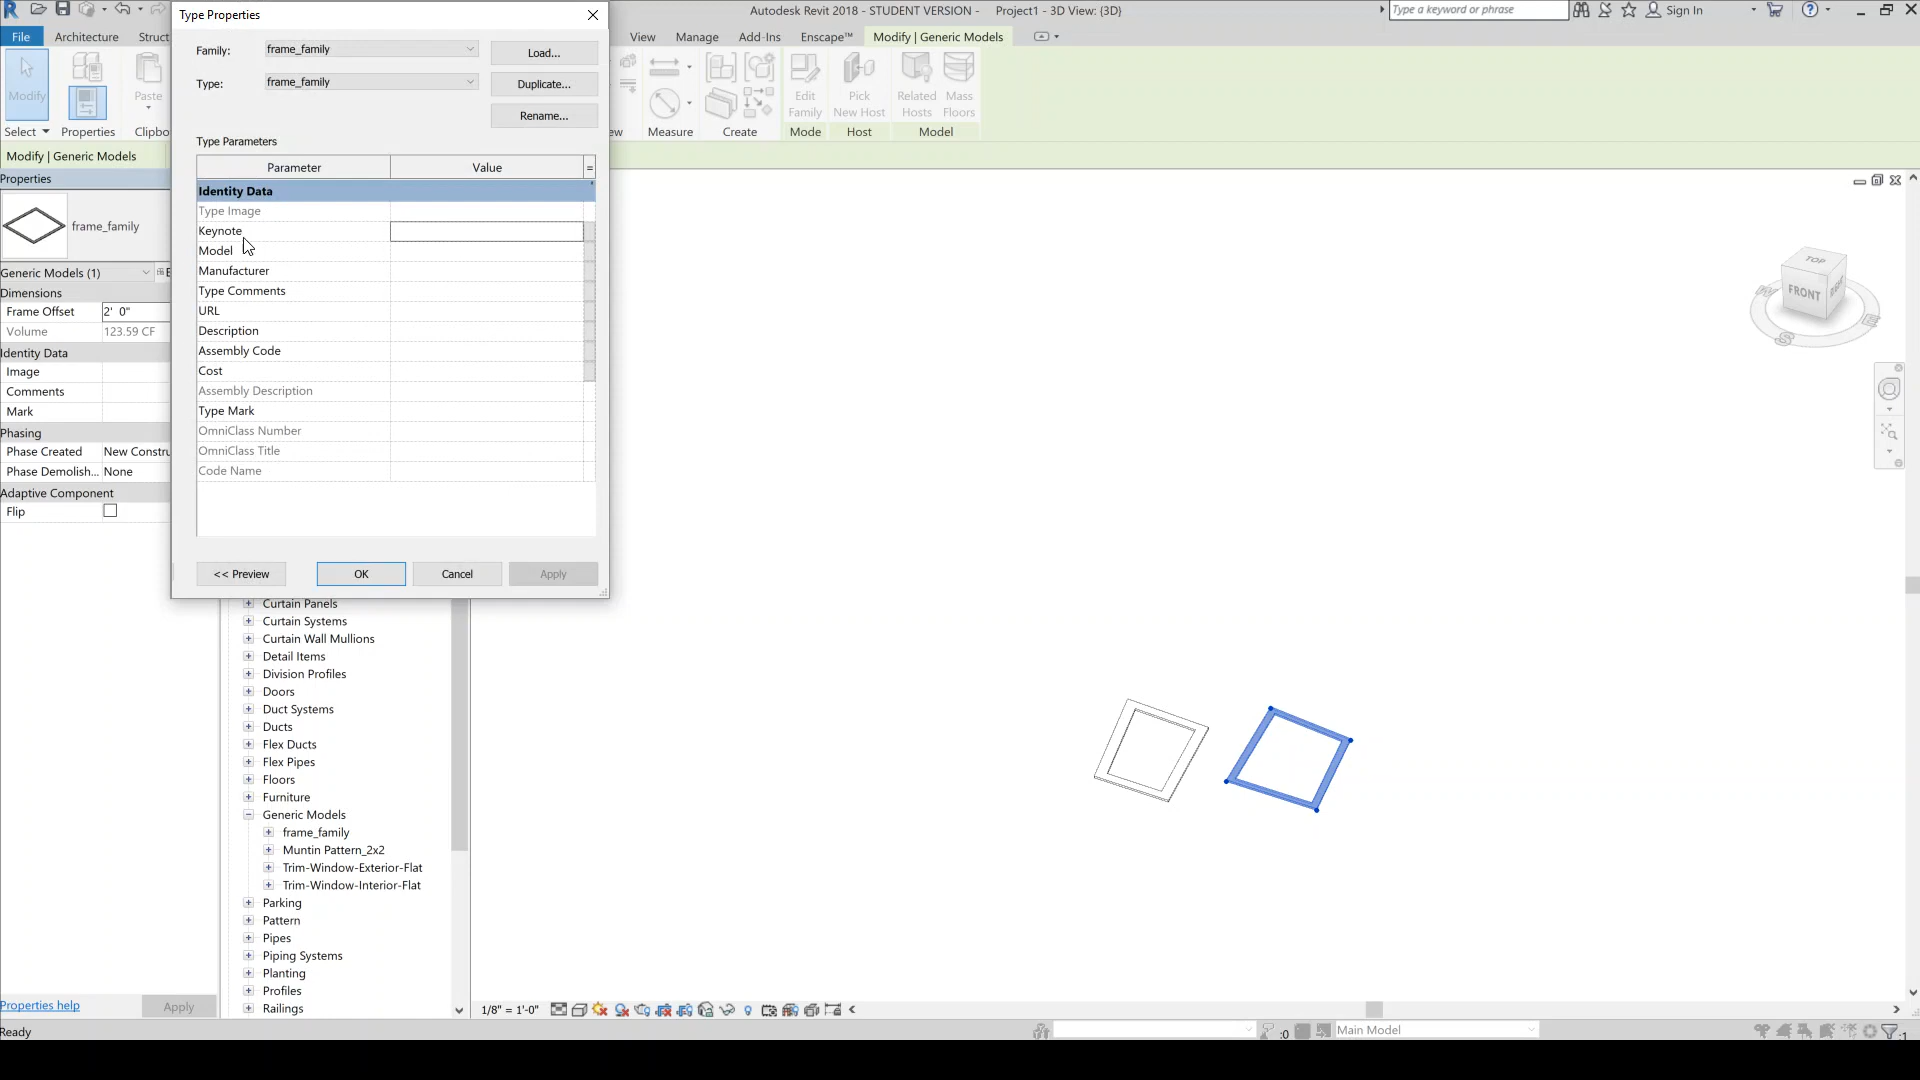 Type Properties
Autodesk Revit 2018 - STUDENT VERSION -    Project1 - 3D View: {3D}
Type a keyword or phrase
Sign In
File
Architecture
Struct
View
Manage
Add-Ins
Enscape™
Modify | Generic Models
Family:
frame_family
Load...
Type:
frame_family
Duplicate...
Rename...
Modify
Paste
Edit
Family
Pick
New Host
Related
Hosts
Mass
Floors
Select
Properties
Clipbo
ew
Measure
Create
Mode
Host
Model
Modify | Generic Models
Type Parameters
Parameter
Value
=
Properties
Identity Data
Type Image
Keynote
Model
Manufacturer
Type Comments
URL
Description
Assembly Code
Cost
Assembly Description
Type Mark
OmniClass Number
OmniClass Title
Code Name
<< Preview
OK
Cancel
Apply
frame_family
Generic Models (1)
Dimensions
Frame Offset
2'  0"
Volume
123.59 CF
Identity Data
Image
Comments
Mark
Phasing
Phase Created
New Constru
Phase Demolish...
None
Adaptive Component
Flip
Curtain Panels
Curtain Systems
Curtain Wall Mullions
Detail Items
Division Profiles
Doors
Duct Systems
Ducts
Flex Ducts
Flex Pipes
Floors
Furniture
Generic Models
frame_family
Muntin Pattern_2x2
Trim-Window-Exterior-Flat
Trim-Window-Interior-Flat
Parking
Pattern
Pipes
Piping Systems
Planting
Profiles
Railings
TOP
FRONT
RIGHT
W
S
E
Properties help
Apply
1/8" = 1'-0"
Ready
:0
Main Model
:1